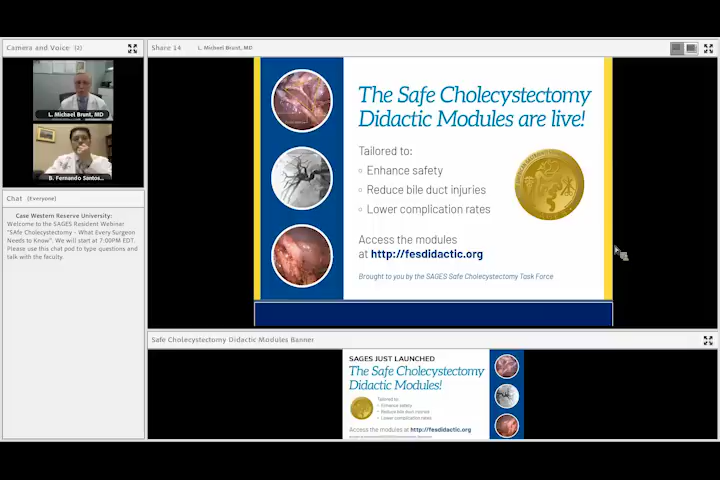 Camera and Voice (2)
L. Michael Brunt, MD
B. Fernando Santos...
Chat (Everyone)
Case Western Reserve University:
Welcome to the SAGES Resident Webinar
"SAfe Cholecystectomy - What Every Surgeon
Needs to Know". We will start at 7:00PM EDT.
Please use this chat pod to type questions and
talk with the faculty.
Share 14 L. Michael Brunt, MD
The Safe Cholecystectomy
Didactic Modules are live!
Tailored to:
Enhance safety
Reduce bile duct injuries
Lower complication rates
Access the modules
at http://fesdidactic.org
Brought to you by the SAGES Safe Cholecystectomy Task Force
Safe Cholecystectomy Didactic Modules Banner
SAGES JUST LAUNCHED
The Safe Cholecystectomy
Didactic Modules!
Tailored to:
Enhance safety
Reduce bile duct injuries
Lower complication rates
Access the modules at http://fesdidactic.org